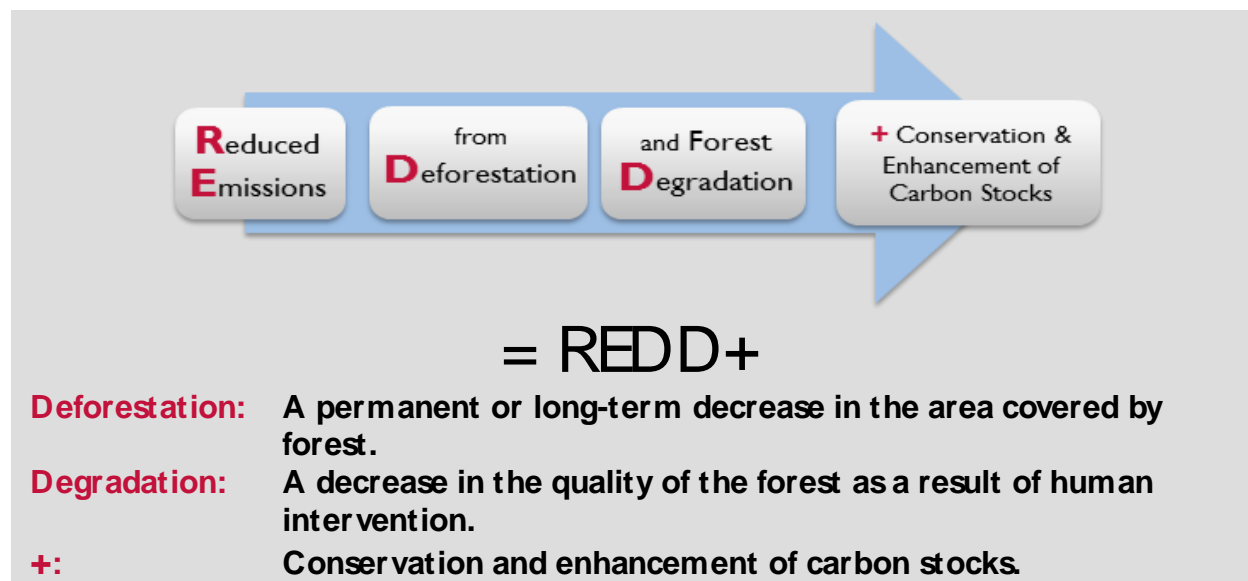 Reduced
Emissions
from
Deforestation
and Forest
Degradation
+ Conservation &
Enhancement of
Carbon Stocks
= REDD+
Deforestation: A permanent or long-term decrease in the area covered by
forest.
Degradation: A decrease in the quality of the forest as a result of human
intervention.
+: Conservation and enhancement of carbon stocks.